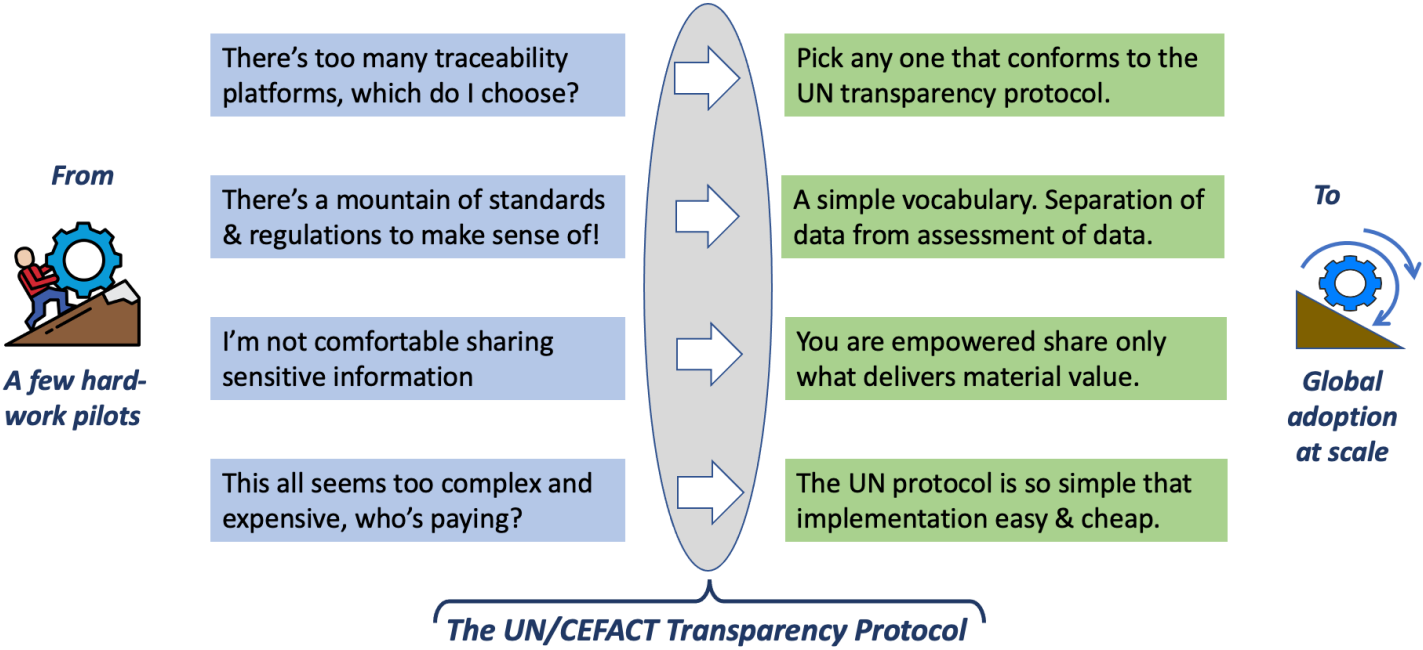 From
A few hard-
work pilots
There's too many traceability
platforms, which do I choose?
Pick any one that conforms to the
UN transparency protocol.
There's a mountain of standards
& regulations to make sense of!
A simple vocabulary. Separation of
data from assessment of data.
I'm not comfortable sharing
sensitive information
You are empowered share only
what delivers material value.
This all seems too complex and
expensive, who's paying?
The UN protocol is so simple that
implementation easy & cheap.
To
Global
adoption
at scale
The UN/CEFACT Transparency Protocol